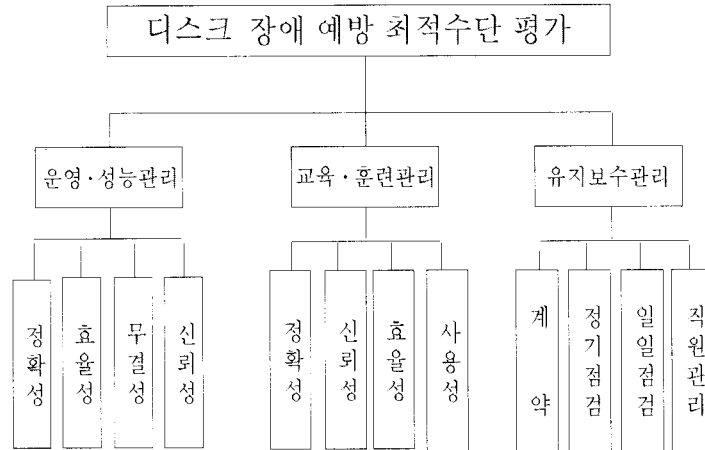 디스크 장애 예방 최적수단 평가
운영·성능관리
교육·훈련관리
유지보수관리
정확성
효율성
무결성
신뢰성
정확성
신뢰성
효율성
사용성
계약
정기점검
일일점검
직원관리